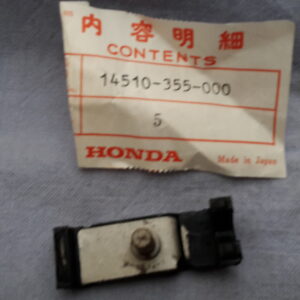 内容明細
CONTENTS
14510-355-000
5
HONDA Made in Japan